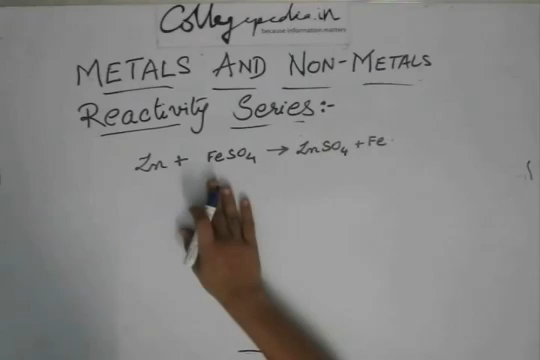 Collegepedia.in
because information matters
METALS AND NON-METALS
Reactivity Series:-
Zn + FeSO4 → ZnSO4 + Fe.